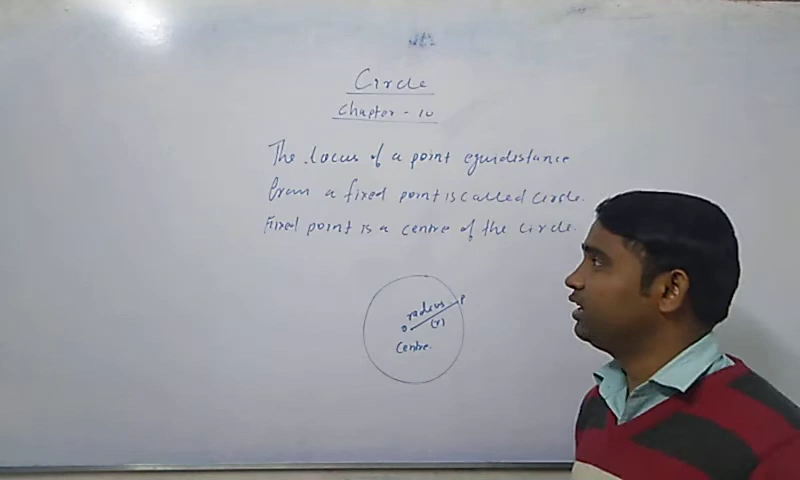 Circle
Chapter - 10
The locus of a point equidistance
from a fixed point is called circle.
Fixed point is a centre of the circle.
radius P
O (r)
Centre.